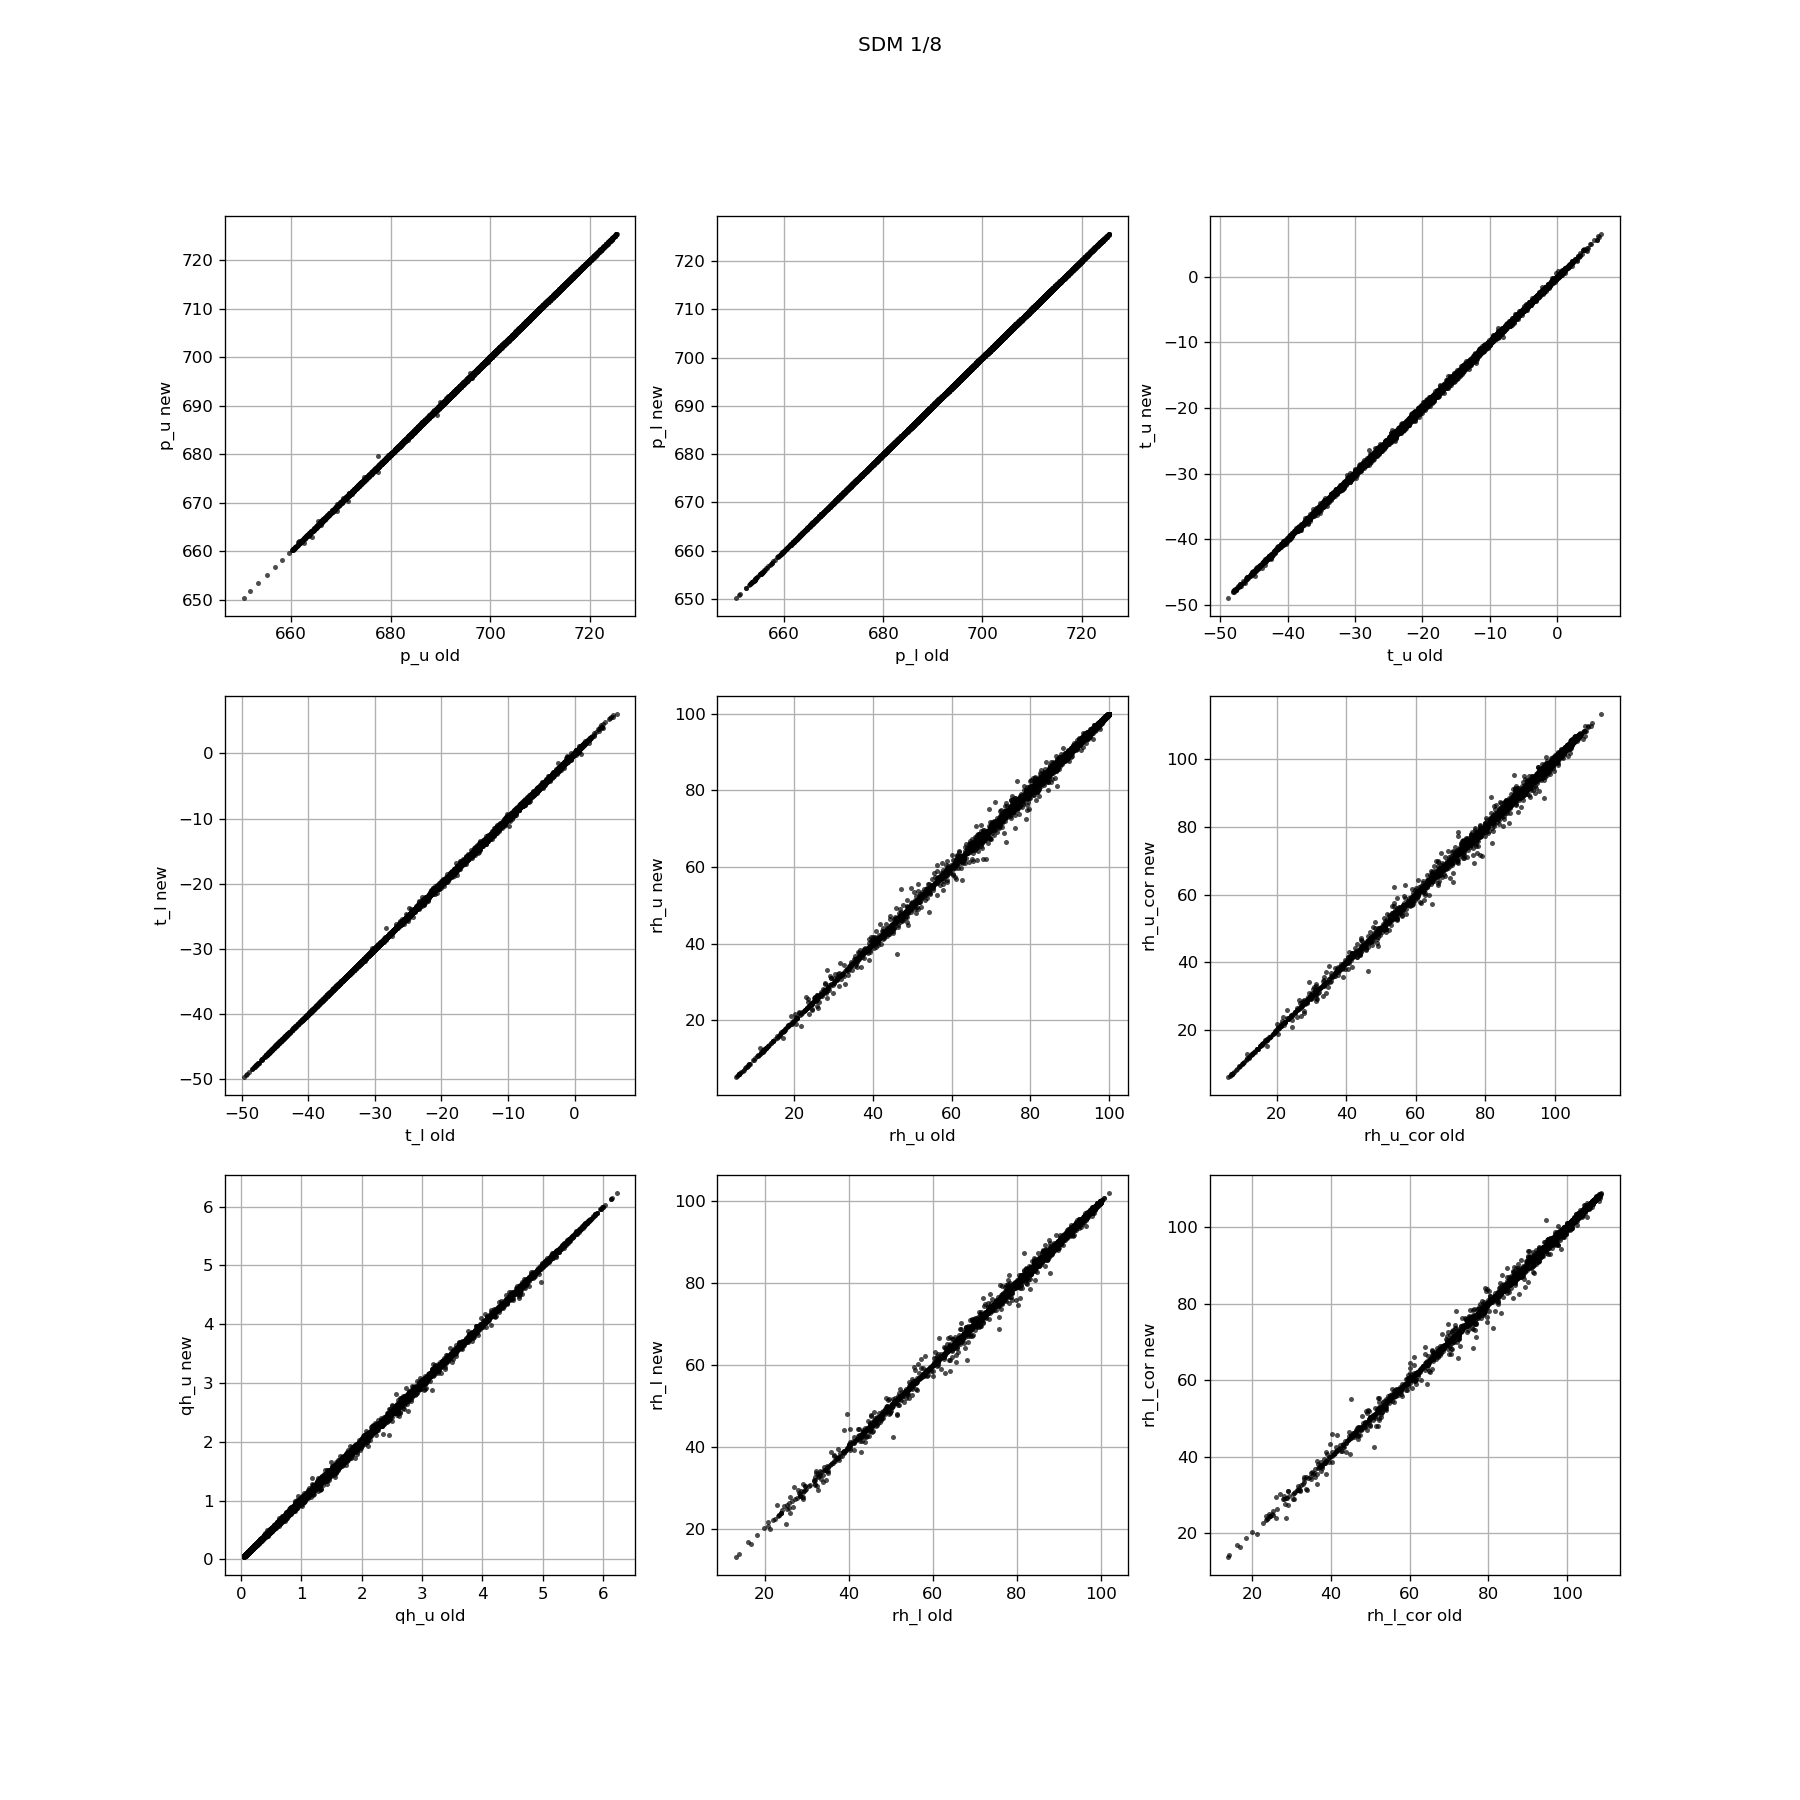 SDM 1/8
720
710
700
690
680
670
660
650
660 680 700 720
p_u new
p_u old
720
710
700
690
680
670
660
650
660 680 700 720
p_l new
p_l old
0
−10
−20
−30
−40
−50
−50 −40 −30 −20 −10 0
t_u new
t_u old
0
−10
−20
−30
−40
−50
−50 −40 −30 −20 −10 0
t_l new
t_l old
100
80
60
40
20
20 40 60 80 100
rh_u new
rh_u old
100
80
60
40
20
20 40 60 80 100
rh_u_cor new
rh_u_cor old
6
5
4
3
2
1
0
0 1 2 3 4 5 6
qh_u new
qh_u old
100
80
60
40
20
20 40 60 80 100
rh_l new
rh_l old
100
80
60
40
20
20 40 60 80 100
rh_l_cor new
rh_l_cor old